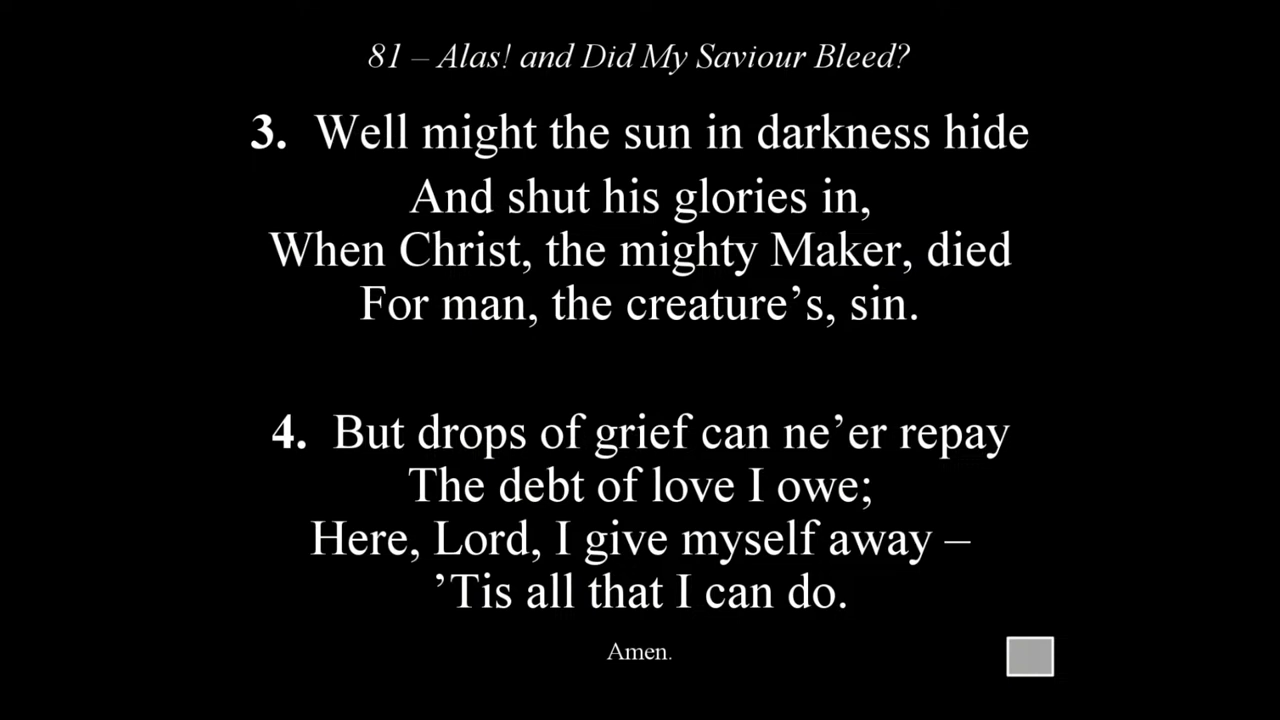 81 – Alas! and Did My Saviour Bleed?
3. Well might the sun in darkness hide
And shut his glories in,
When Christ, the mighty Maker, died
For man, the creature’s, sin.
4. But drops of grief can ne’er repay
The debt of love I owe;
Here, Lord, I give myself away –
’Tis all that I can do.
Amen.